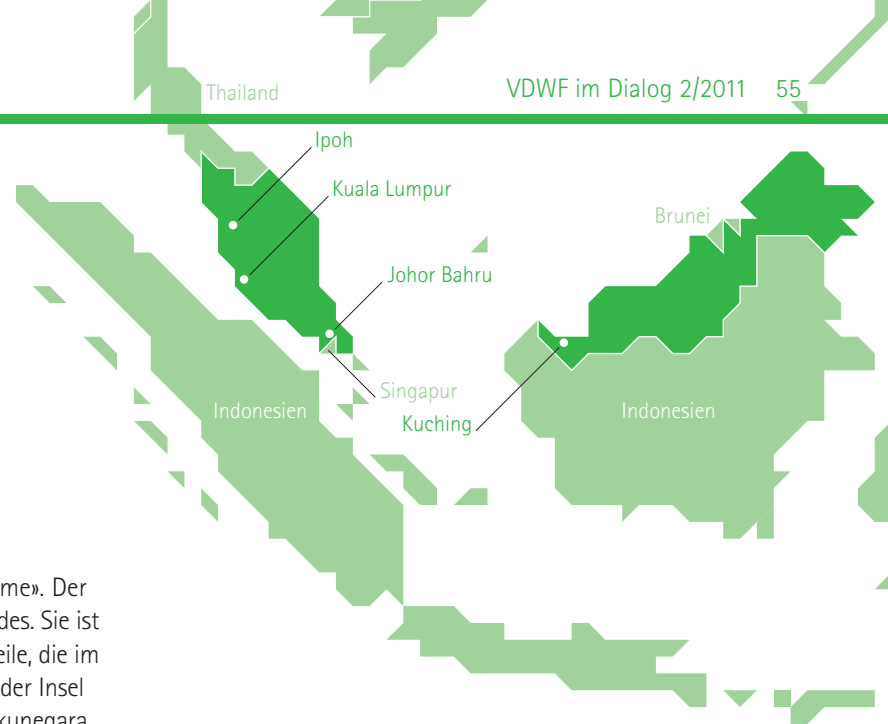 Thailand
VDWF im Dialog 2/2011 55
Ipoh
Kuala Lumpur
Brunei
Johor Bahru
Singapur
Indonesien
Kuching
Indonesien
me». Der
des. Sie ist
eile, die im
der Insel
kunegara